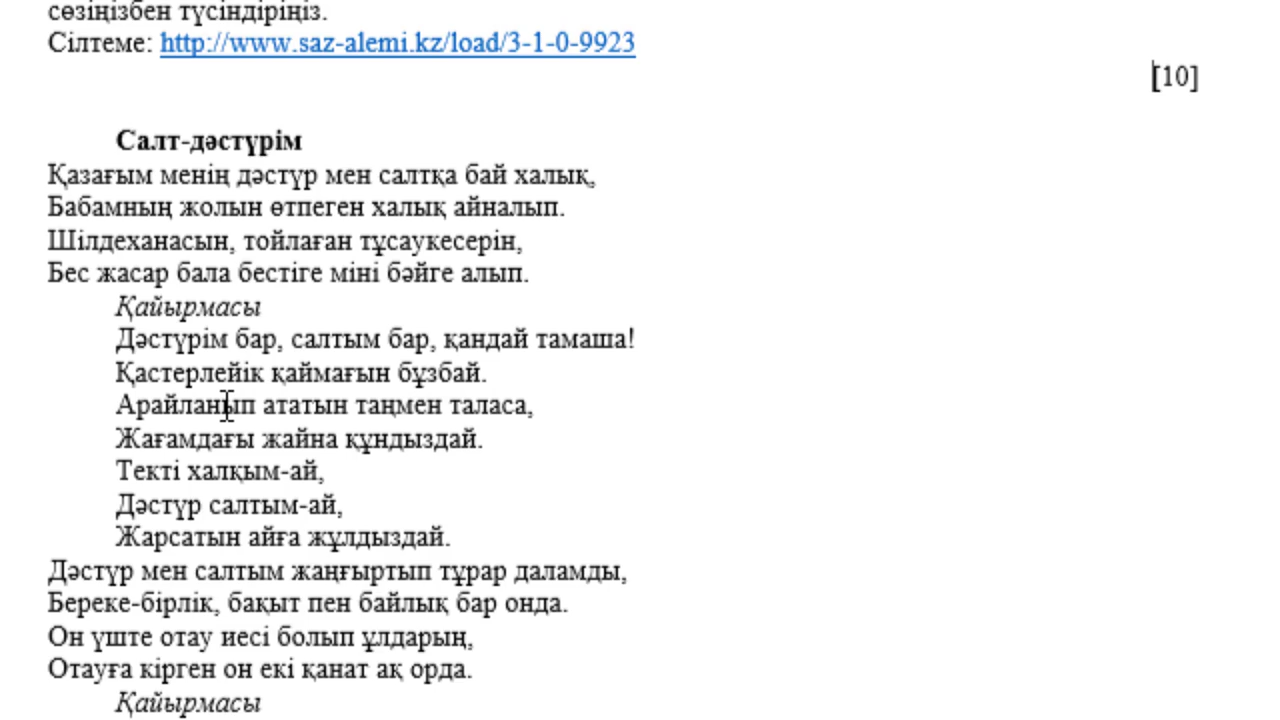 сөзіңізбен түсіндіріңіз.
Сілтеме: http://www.saz-alemi.kz/load/3-1-0-9923
[10]
Салт-дәстүрім
Қазағым менің дәстүр мен салтқа бай халық,
Бабамның жолын өтпеген халық айналып.
Шілдеханасын, тойлаған тұсаукесерін,
Бес жасар бала бестіге міні бәйге алып.
Қайырмасы
Дәстүрім бар, салтым бар, қандай тамаша!
Қастерлейік қаймағын бұзбай.
Арайланып ататын таңмен таласа,
Жағамдағы жайна құндыздай.
Текті халқым-ай,
Дәстүр салтым-ай,
Жарсатын айға жұлдыздай.
Дәстүр мен салтым жаңғыртып тұрар даламды,
Береке-бірлік, бақыт пен байлық бар онда.
Он үште отау иесі болып ұлдарың,
Отауға кірген он екі қанат ақ орда.
Қайырмасы